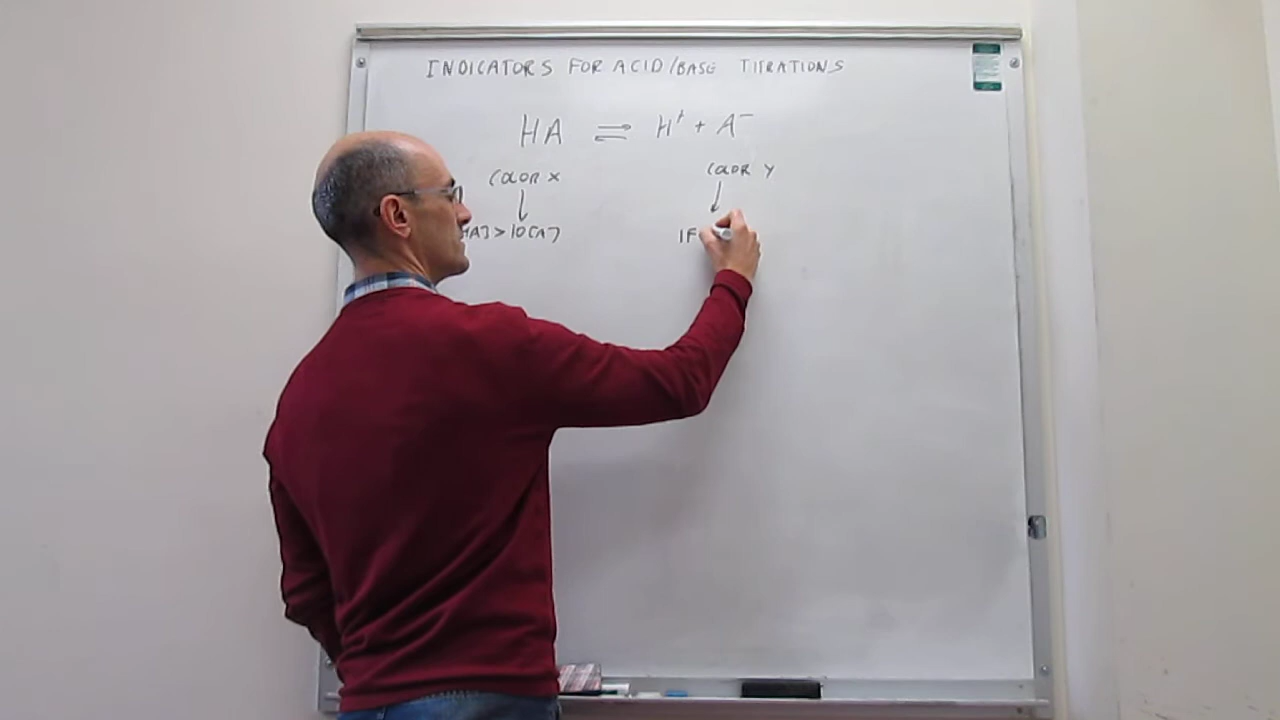 INDICATORS FOR ACID/BASE TITRATIONS
HA ⇌ H⁺ + A⁻
COLOR X COLOR Y
HA] > 10[A⁻] IF